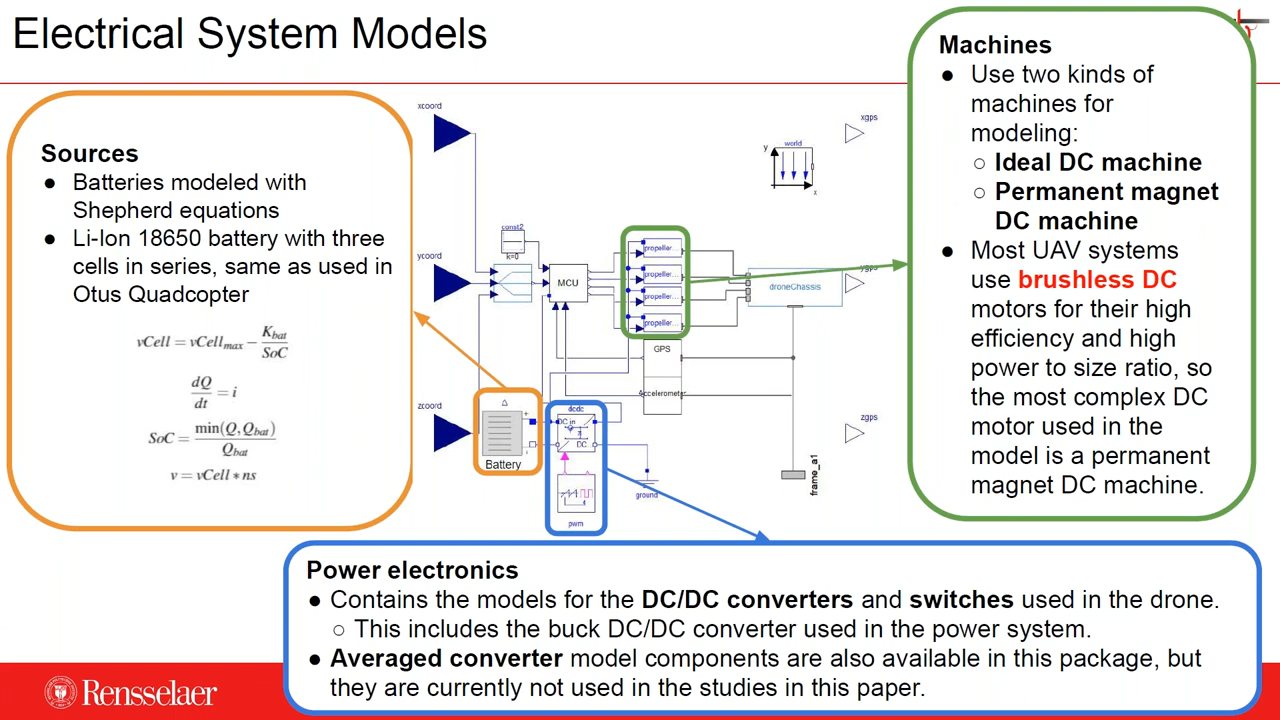 Electrical System Models
Sources
● Batteries modeled with
Shepherd equations
● Li-Ion 18650 battery with three
cells in series, same as used in
Otus Quadcopter
vCell = vCell_max − K_bat / SoC
dQ / dt = i
SoC = min(Q, Q_bat) / Q_bat
v = vCell * ns
xcoord
ycoord
zcoord
const2
k=0
MCU
propeller...
propeller...
propeller...
propeller...
GPS
Accelerometer
droneChassis
world
y
x
xgps
ygps
zgps
frame_a1
Battery
+
-
dcdc
DC in
DC
pwm
ground
Machines
● Use two kinds of
machines for
modeling:
○ Ideal DC machine
○ Permanent magnet
DC machine
● Most UAV systems
use brushless DC
motors for their high
efficiency and high
power to size ratio, so
the most complex DC
motor used in the
model is a permanent
magnet DC machine.
Power electronics
● Contains the models for the DC/DC converters and switches used in the drone.
○ This includes the buck DC/DC converter used in the power system.
● Averaged converter model components are also available in this package, but
they are currently not used in the studies in this paper.
Rensselaer